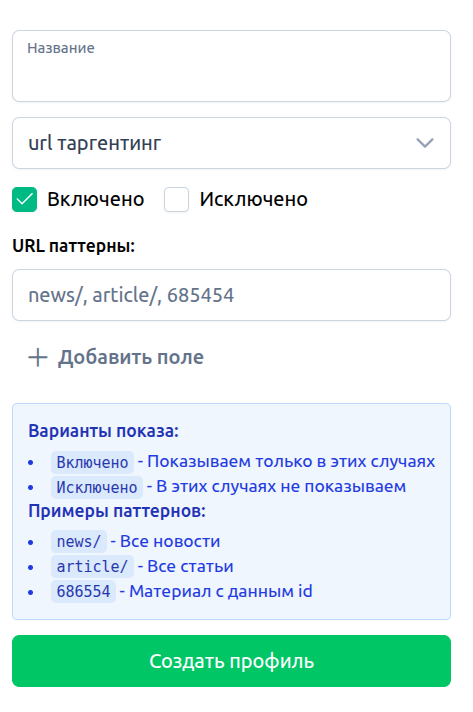 Название
url таргентинг
Включено Исключено
URL паттерны:
news/, article/, 685454
+ Добавить поле
Варианты показа:
• Включено - Показываем только в этих случаях
• Исключено - В этих случаях не показываем
Примеры паттернов:
• news/ - Все новости
• article/ - Все статьи
• 686554 - Материал с данным id
Создать профиль